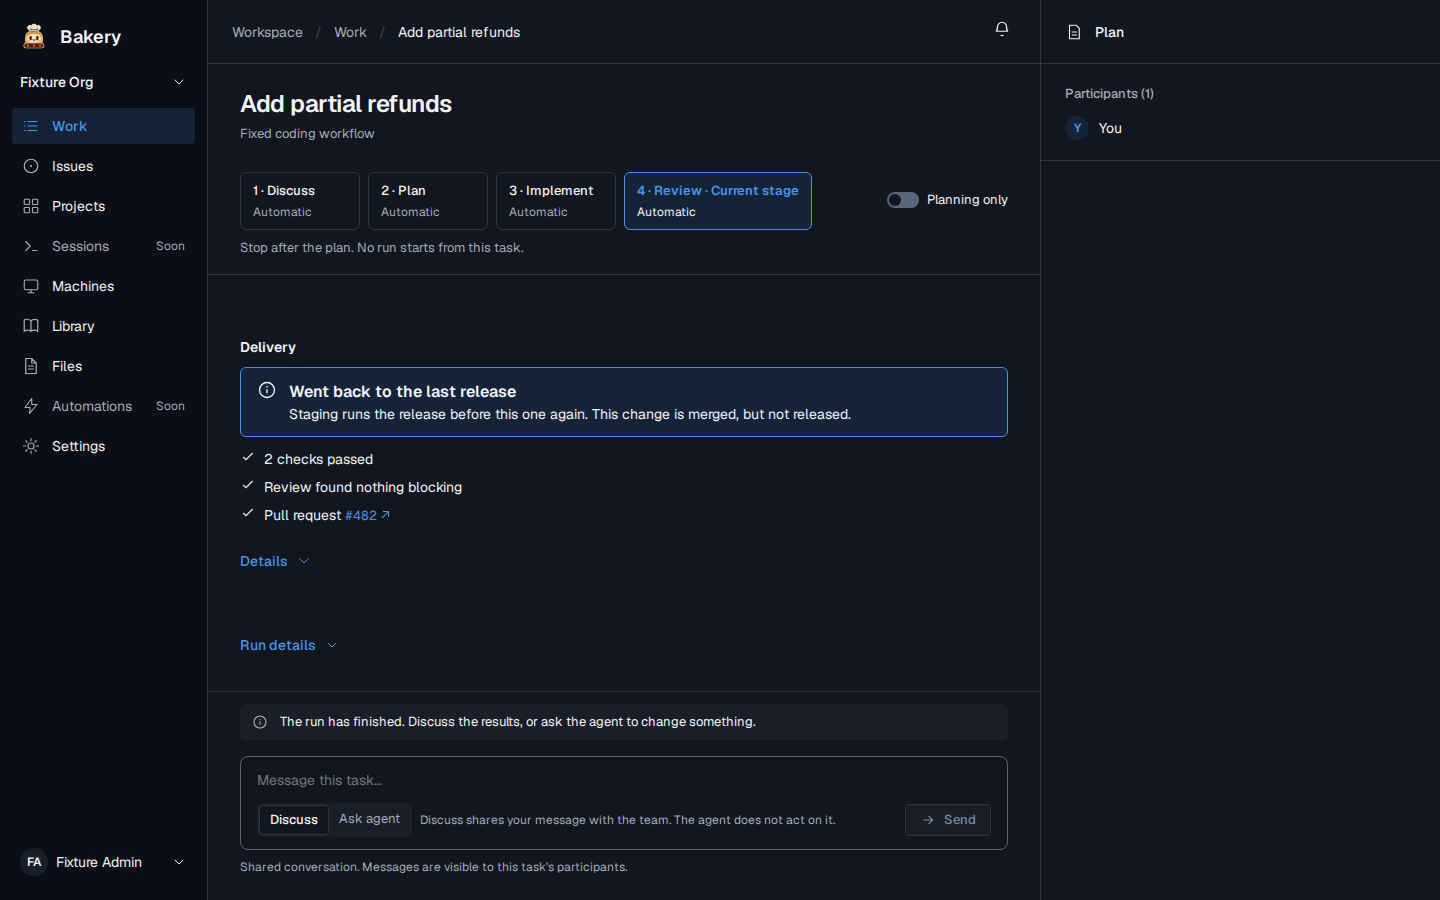 Bakery
Fixture Org
Work
Issues
Projects
Sessions Soon
Machines
Library
Files
Automations Soon
Settings
FA Fixture Admin
Workspace / Work / Add partial refunds
Add partial refunds
Fixed coding workflow
1 · Discuss
Automatic
2 · Plan
Automatic
3 · Implement
Automatic
4 · Review · Current stage
Automatic
Planning only
Stop after the plan. No run starts from this task.
Delivery
Went back to the last release
Staging runs the release before this one again. This change is merged, but not released.
2 checks passed
Review found nothing blocking
Pull request #482
Details
Run details
The run has finished. Discuss the results, or ask the agent to change something.
Message this task...
Discuss Ask agent Discuss shares your message with the team. The agent does not act on it. Send
Shared conversation. Messages are visible to this task's participants.
Plan
Participants (1)
Y You